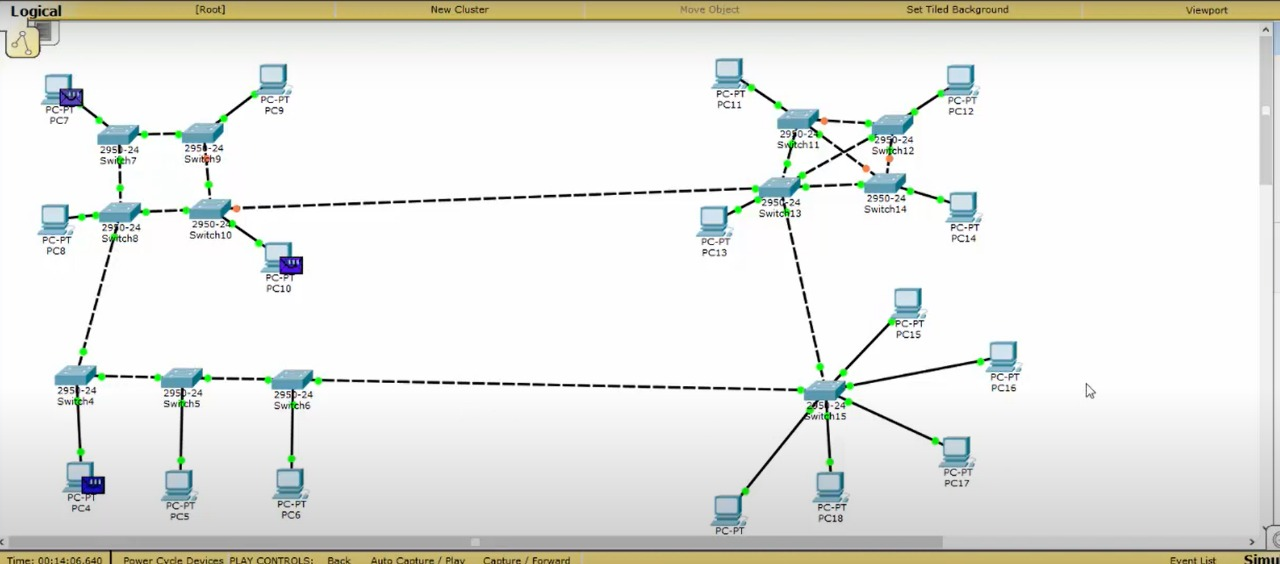 Logical
[Root]
New Cluster
Move Object
Set Tiled Background
Viewport
PC-PT
PC7
PC-PT
PC9
2950-24
Switch7
2950-24
Switch9
PC-PT
PC8
2950-24
Switch8
2950-24
Switch10
PC-PT
PC10
PC-PT
PC11
PC-PT
PC12
2950-24
Switch11
2950-24
Switch12
2950-24
Switch13
2950-24
Switch14
PC-PT
PC13
PC-PT
PC14
PC-PT
PC15
PC-PT
PC16
2950-24
Switch4
2950-24
Switch5
2950-24
Switch6
2950-24
Switch15
PC-PT
PC4
PC-PT
PC5
PC-PT
PC6
PC-PT
PC-PT
PC18
PC-PT
PC17
Time: 00:14:06.640
Power Cycle Devices
PLAY CONTROLS:
Back
Auto Capture / Play
Capture / Forward
Event List
Simu